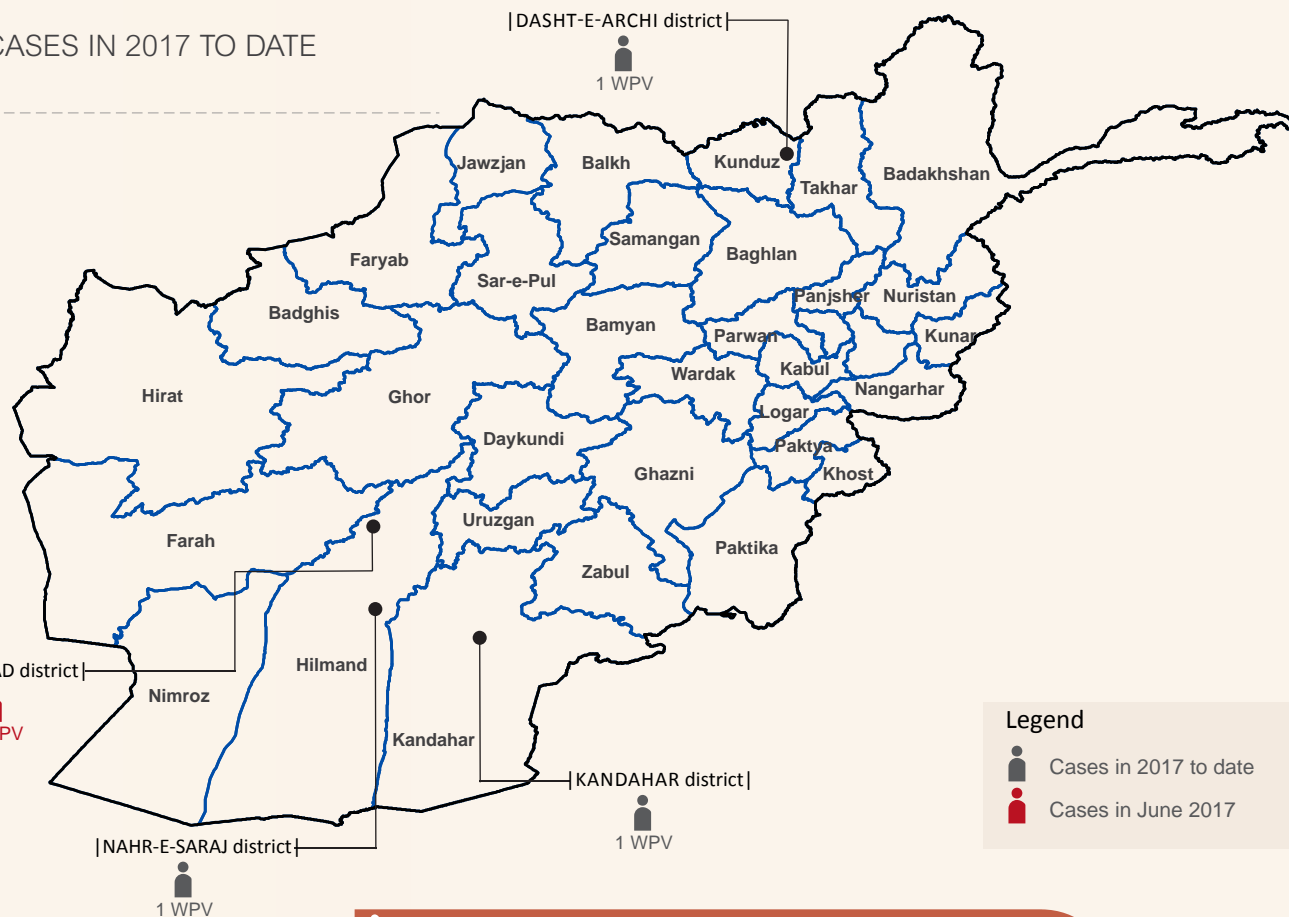 |DASHT-E-ARCHI district|
1 WPV
CASES IN 2017 TO DATE
Jawzjan
Balkh
Kunduz
Takhar
Badakhshan
Faryab
Samangan
Baghlan
Sar-e-Pul
Badghis
Bamyan
Panjsher
Nuristan
Parwan
Kunar
Hirat
Ghor
Wardak
Kabul
Nangarhar
Logar
Daykundi
Paktya
Ghazni
Khost
Uruzgan
Farah
Paktika
Zabul
AD district|
PV
Hilmand
Nimroz
Kandahar
|KANDAHAR district|
1 WPV
|NAHR-E-SARAJ district|
1 WPV
Legend
Cases in 2017 to date
Cases in June 2017